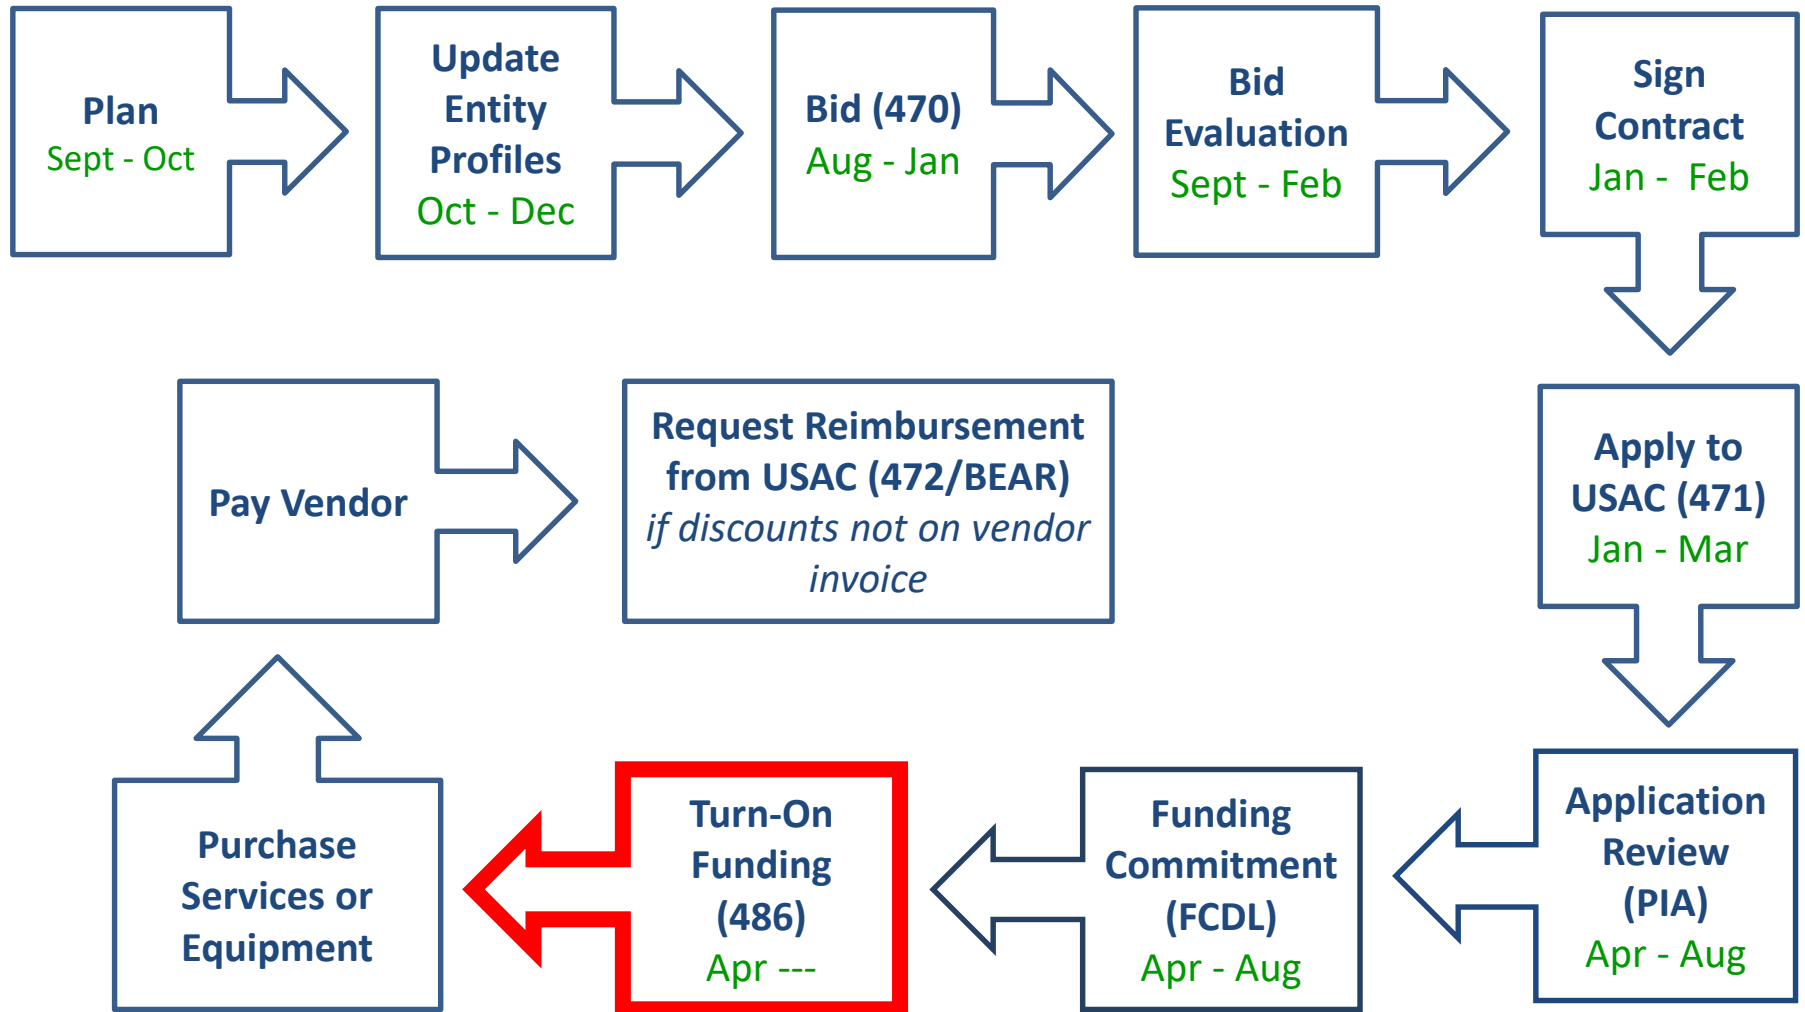 Plan
Sept - Oct
Update
Entity
Profiles
Oct - Dec
Bid (470)
Aug - Jan
Bid
Evaluation
Sept - Feb
Sign
Contract
Jan -  Feb
Apply to
USAC (471)
Jan - Mar
Application
Review
(PIA)
Apr - Aug
Funding
Commitment
(FCDL)
Apr - Aug
Turn-On
Funding
(486)
Apr ---
Purchase
Services or
Equipment
Pay Vendor
Request Reimbursement
from USAC (472/BEAR)
if discounts not on vendor
invoice